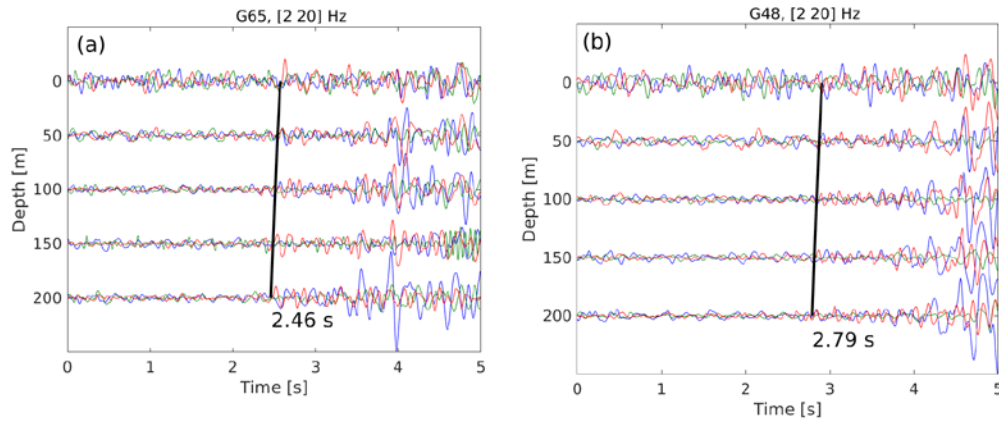 G65, [2 20] Hz
(a)
Depth [m]
0
50
100
150
200
2.46 s
0 1 2 3 4 5
Time [s]
G48, [2 20] Hz
(b)
Depth [m]
0
50
100
150
200
2.79 s
0 1 2 3 4 5
Time [s]